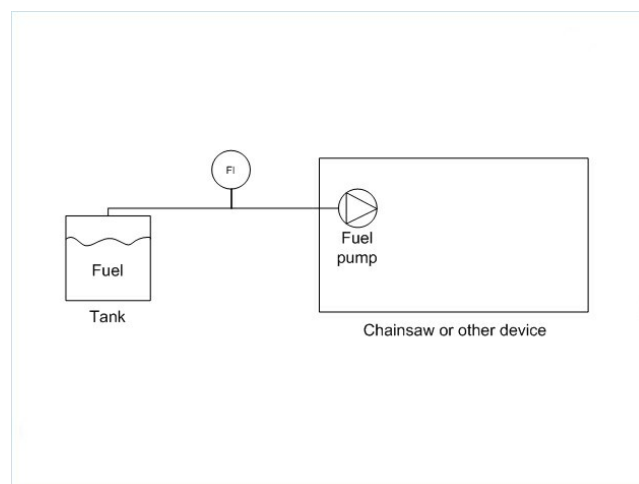 FI
Fuel
pump
Fuel
Tank
Chainsaw or other device